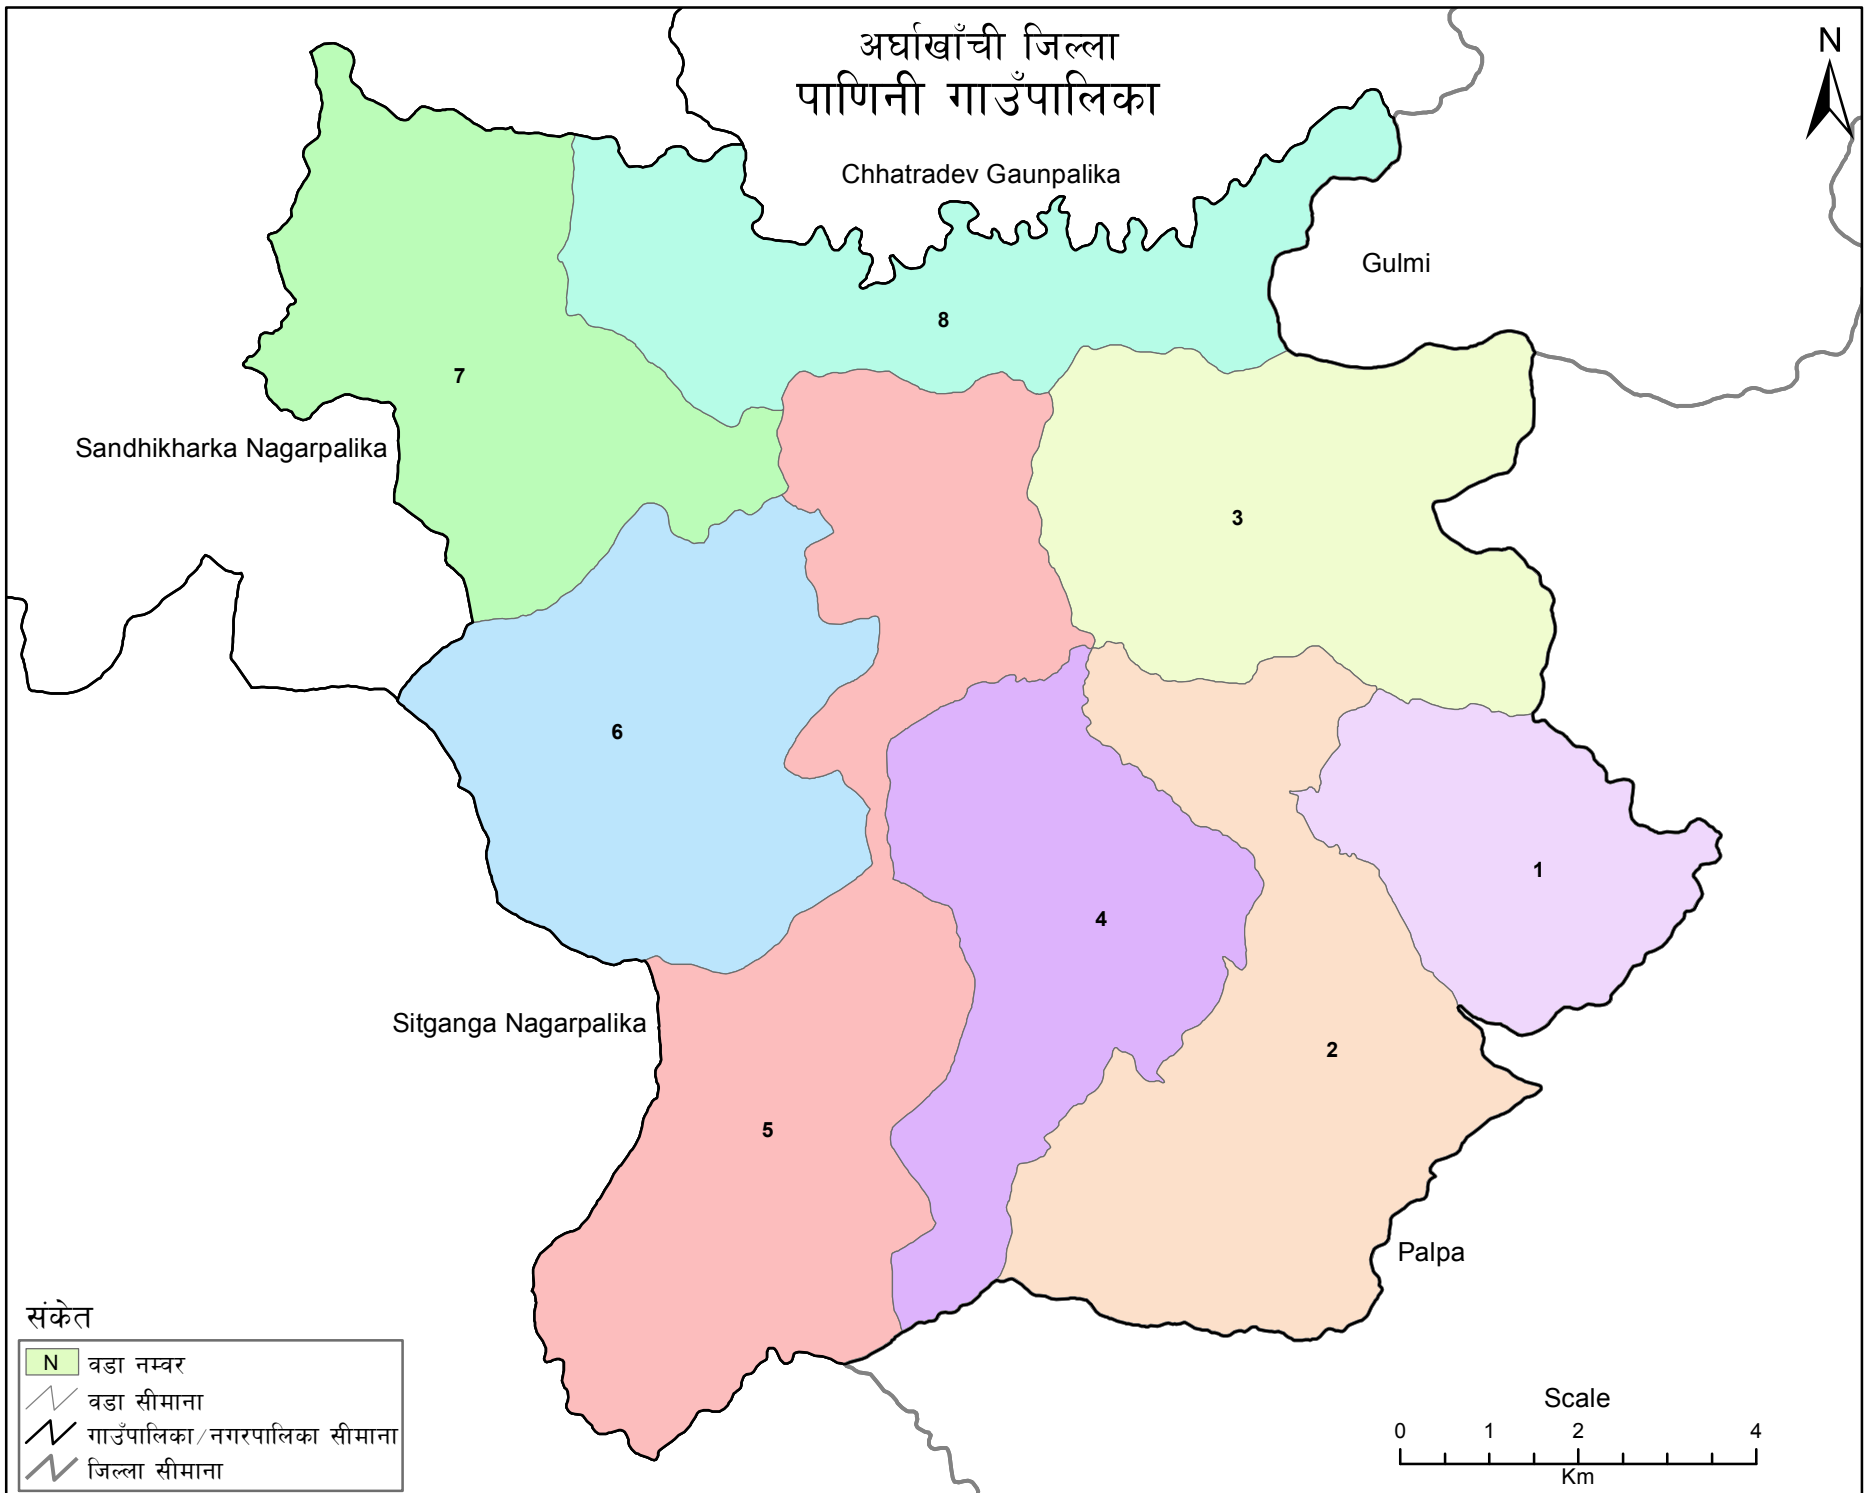 अर्घाखाँची जिल्ला
पाणिनी गाउँपालिका
N
Chhatradev Gaunpalika
Gulmi
8
7
Sandhikharka Nagarpalika
3
6
1
4
Sitganga Nagarpalika
2
5
Palpa
संकेत
N वडा नम्वर
वडा सीमाना
गाउँपालिका/नगरपालिका सीमाना
जिल्ला सीमाना
Scale
0 1 2 4
Km